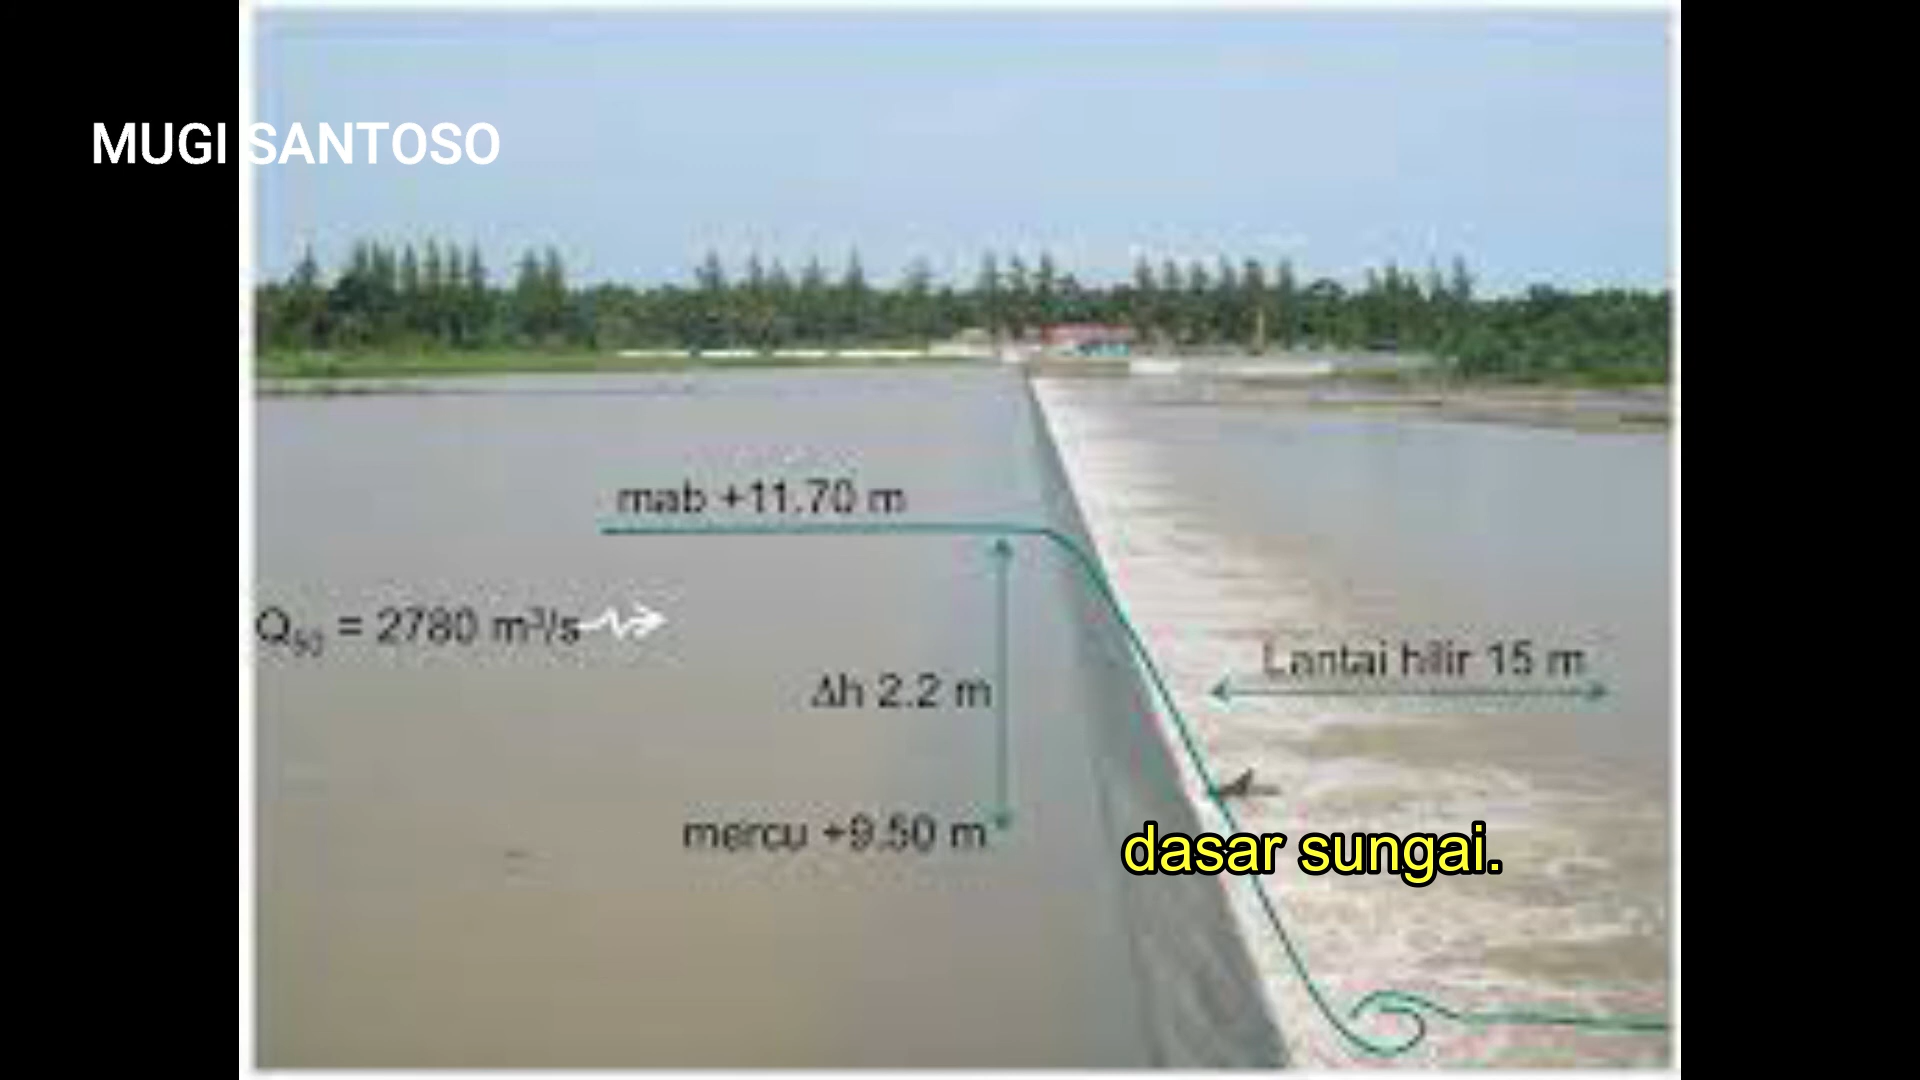 MUGI SANTOSO
mab +11.70 m
Q₅₀ = 2780 m³/s
Δh 2.2 m
Lantai hilir 15 m
mercu +9.50 m
dasar sungai.